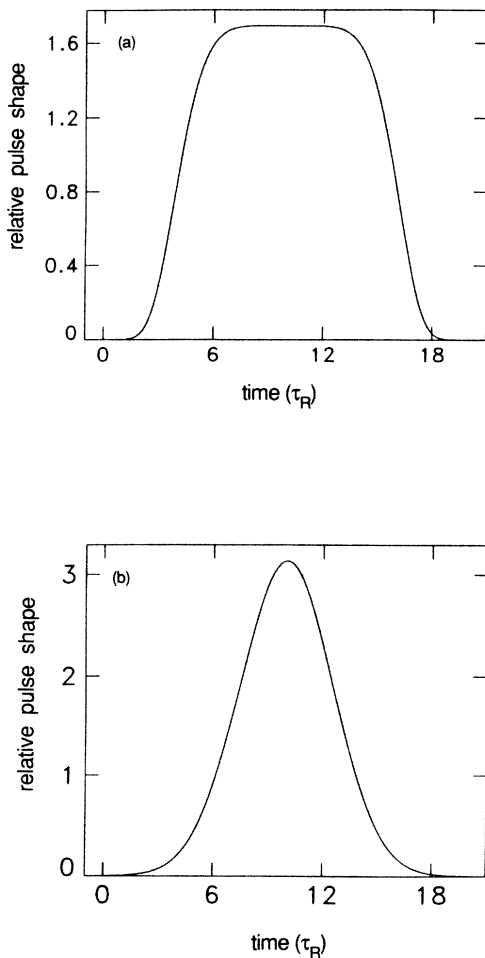 1.6
(a)
1.2
relative pulse shape
0.8
0.4
0
0 6 12 18
time (τR)
3
(b)
2
relative pulse shape
1
0
0 6 12 18
time (τR)